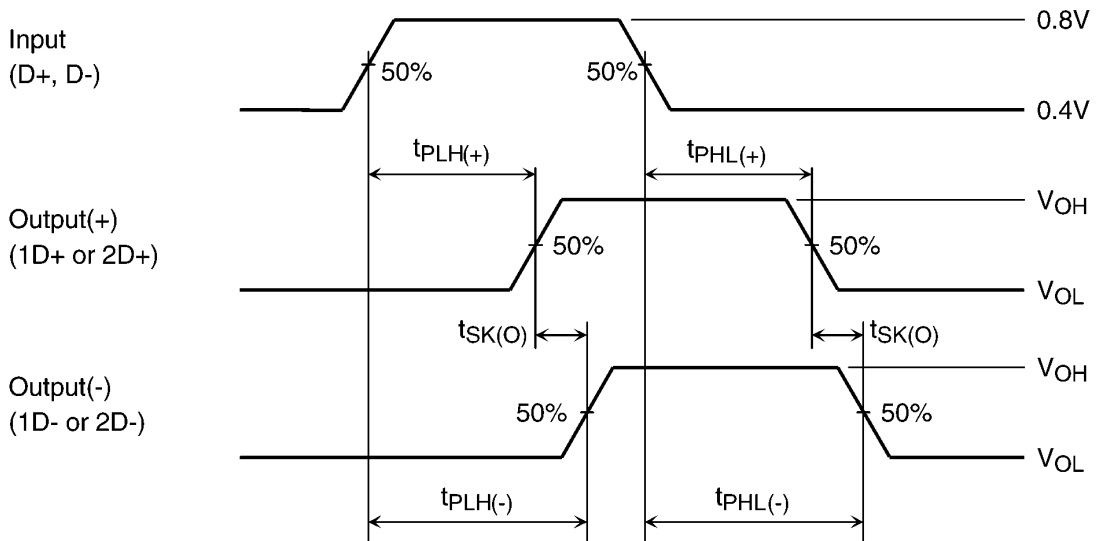 Input
(D+, D-)
50%
50%
0.8V
0.4V
tPLH(+)
tPHL(+)
Output(+)
(1D+ or 2D+)
50%
50%
VOH
VOL
tSK(O)
tSK(O)
Output(-)
(1D- or 2D-)
50%
50%
VOH
VOL
tPLH(-)
tPHL(-)